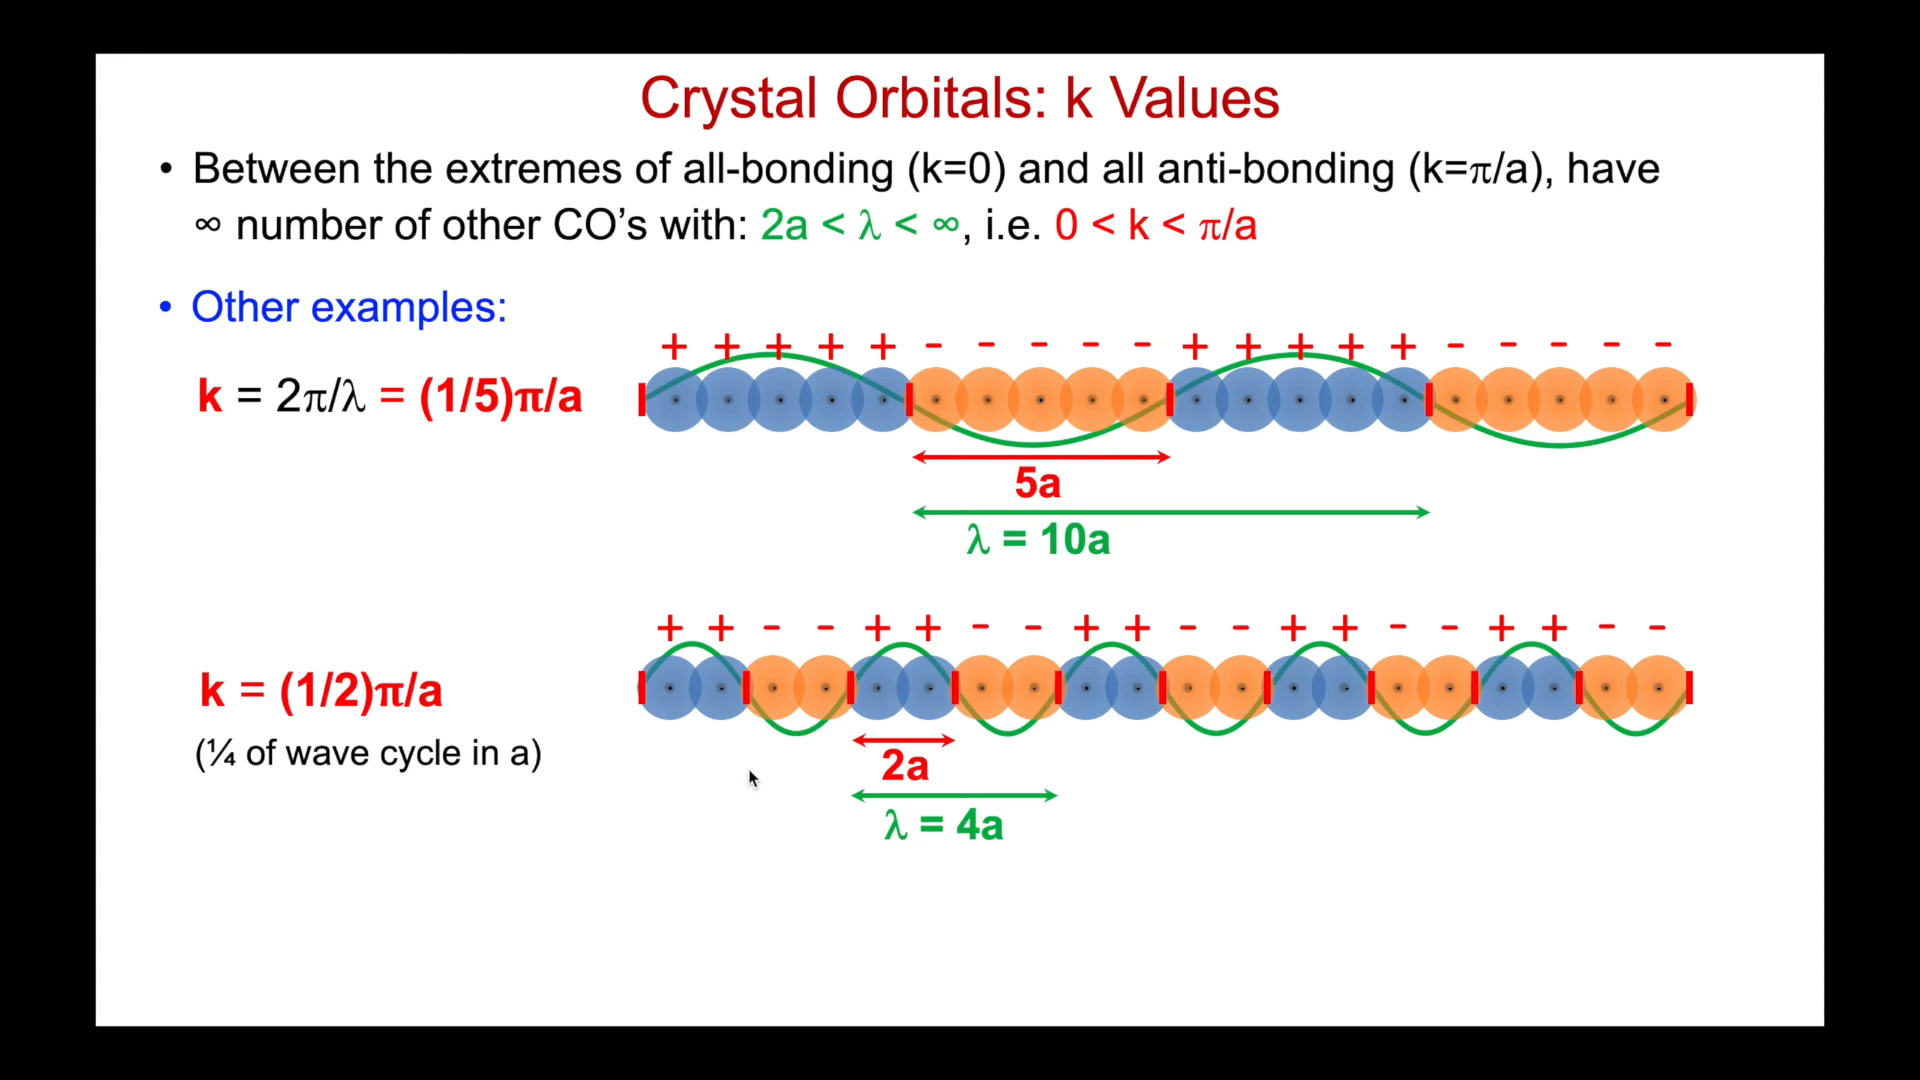 Crystal Orbitals: k Values
• Between the extremes of all-bonding (k=0) and all anti-bonding (k=π/a), have
∞ number of other CO’s with: 2a < λ < ∞, i.e. 0 < k < π/a
• Other examples:
+ + + + + - - - - - + + + + + - - - - -
k = 2π/λ = (1/5)π/a
5a
λ = 10a
+ + - - + + - - + + - - + + - - + + - -
k = (1/2)π/a
(¼ of wave cycle in a)
2a
λ = 4a